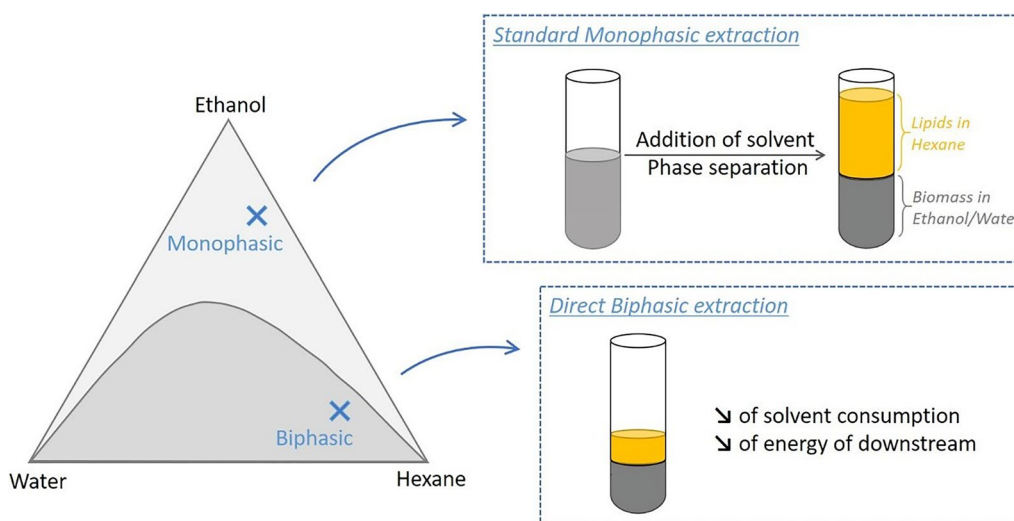 Ethanol
Monophasic
Biphasic
Water
Hexane
Standard Monophasic extraction
Addition of solvent
Phase separation
Lipids in
Hexane
Biomass in
Ethanol/Water
Direct Biphasic extraction
↘ of solvent consumption
↘ of energy of downstream